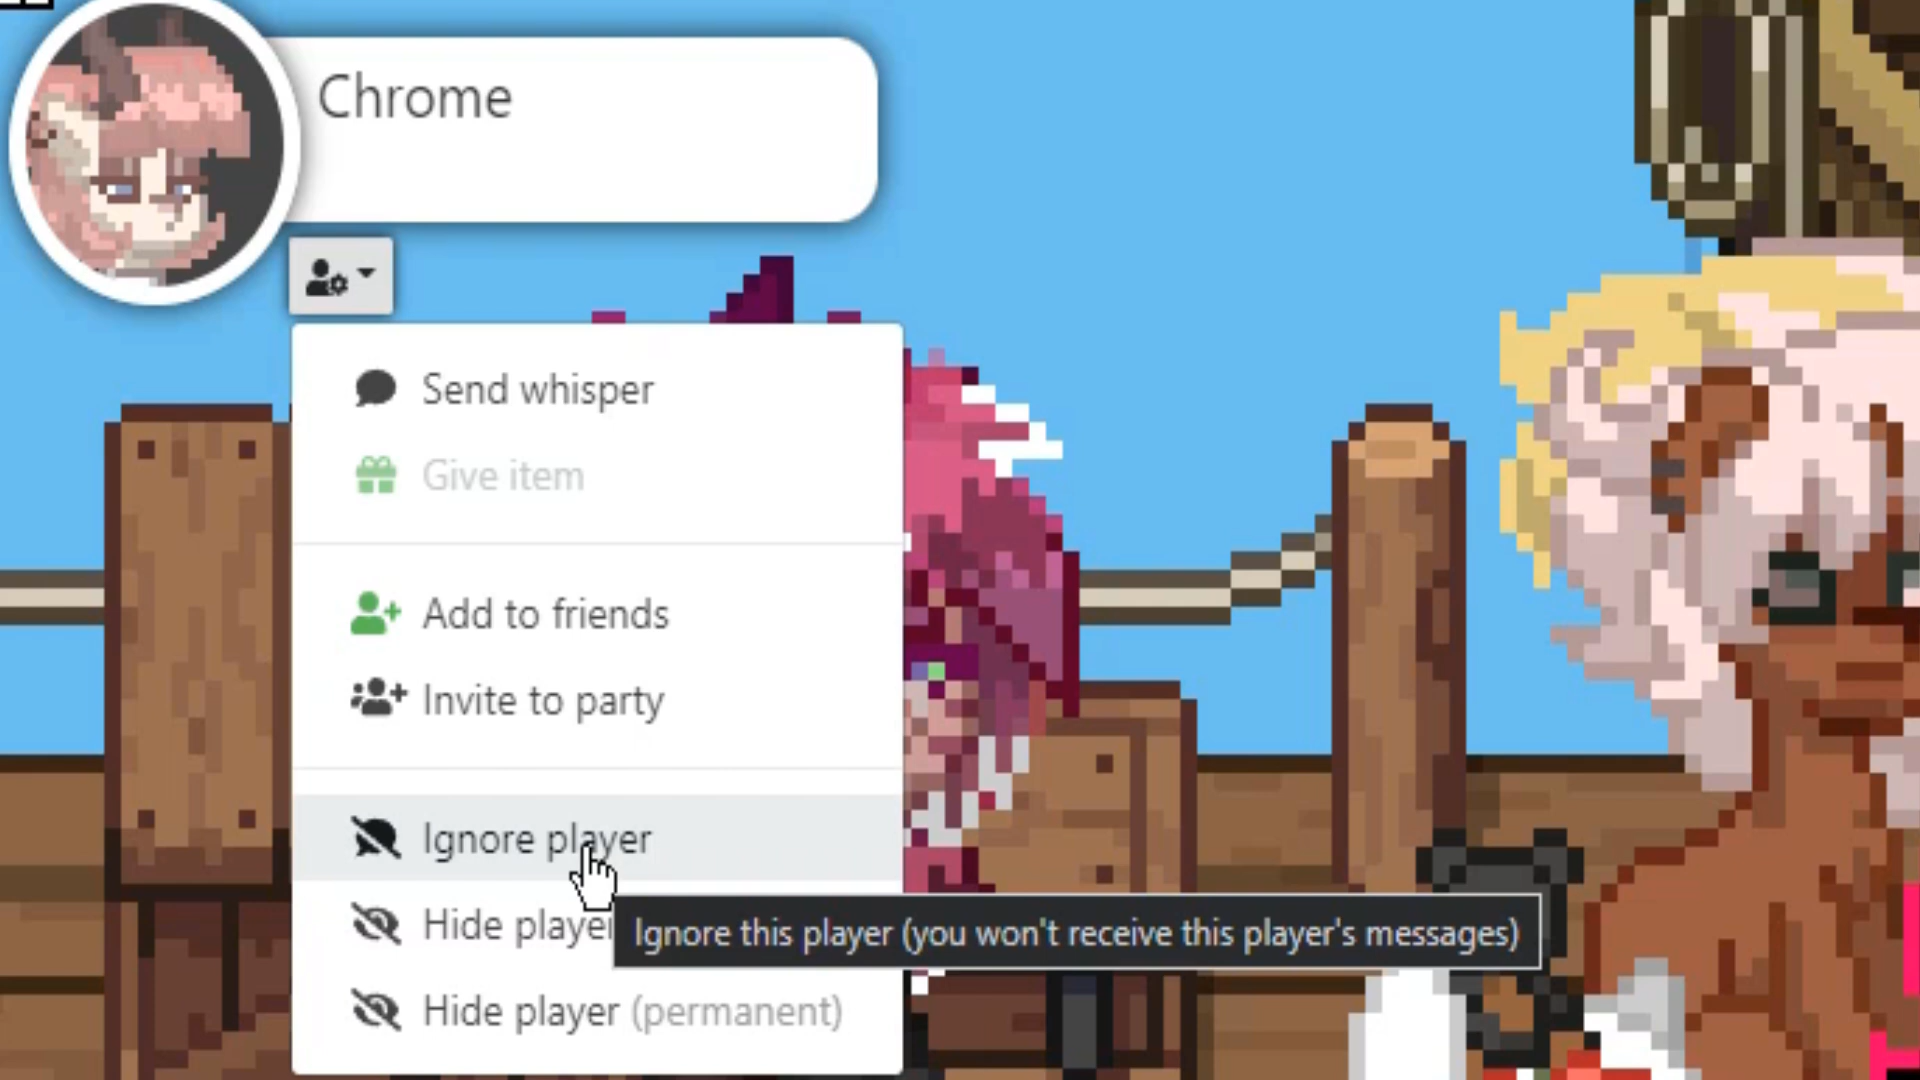 Chrome
Send whisper
Give item
Add to friends
Invite to party
Ignore player
Hide player
Ignore this player (you won't receive this player's messages)
Hide player (permanent)